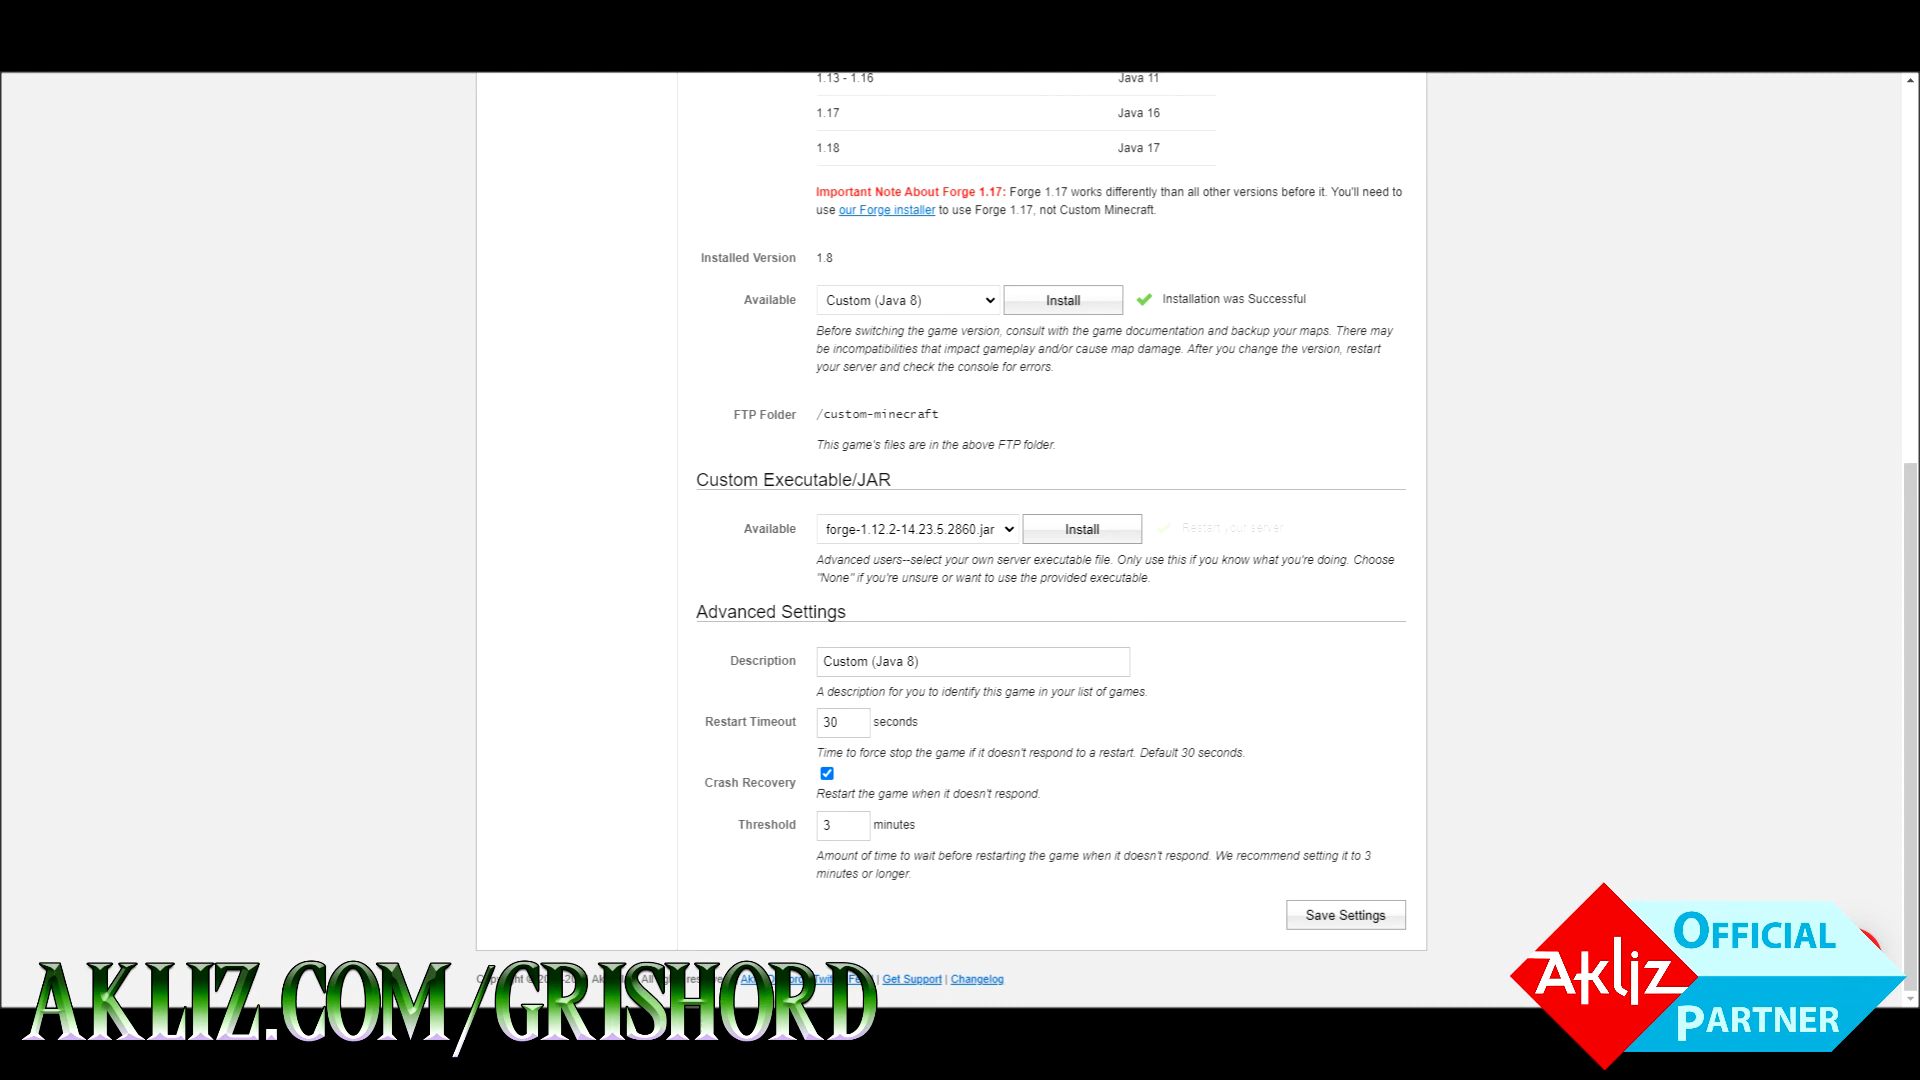 1.13 - 1.16 Java 11
1.17 Java 16
1.18 Java 17
Important Note About Forge 1.17: Forge 1.17 works differently than all other versions before it. You'll need to
use our Forge installer to use Forge 1.17, not Custom Minecraft.
Installed Version 1.8
Available Custom (Java 8) Install Installation was Successful
Before switching the game version, consult with the game documentation and backup your maps. There may
be incompatibilities that impact gameplay and/or cause map damage. After you change the version, restart
your server and check the console for errors.
FTP Folder /custom-minecraft
This game's files are in the above FTP folder.
Custom Executable/JAR
Available forge-1.12.2-14.23.5.2860.jar Install Restart your server
Advanced users--select your own server executable file. Only use this if you know what you're doing. Choose
"None" if you're unsure or want to use the provided executable.
Advanced Settings
Description Custom (Java 8)
A description for you to identify this game in your list of games.
Restart Timeout 30 seconds
Time to force stop the game if it doesn't respond to a restart. Default 30 seconds.
Crash Recovery
Restart the game when it doesn't respond.
Threshold 3 minutes
Amount of time to wait before restarting the game when it doesn't respond. We recommend setting it to 3
minutes or longer.
Save Settings
| Get Support | Changelog
AKLIZ.COM/GRISHORD
Akliz
OFFICIAL
PARTNER